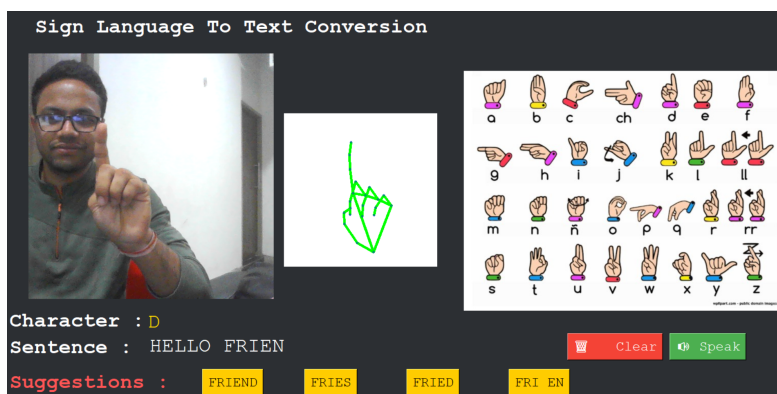 Sign Language To Text Conversion
a b c ch d e f
g h i j k l ll
m n ñ o p q r rr
s t u v w x y z
Character : D
Sentence : HELLO FRIEN
Clear Speak
Suggestions : FRIEND FRIES FRIED FRI EN